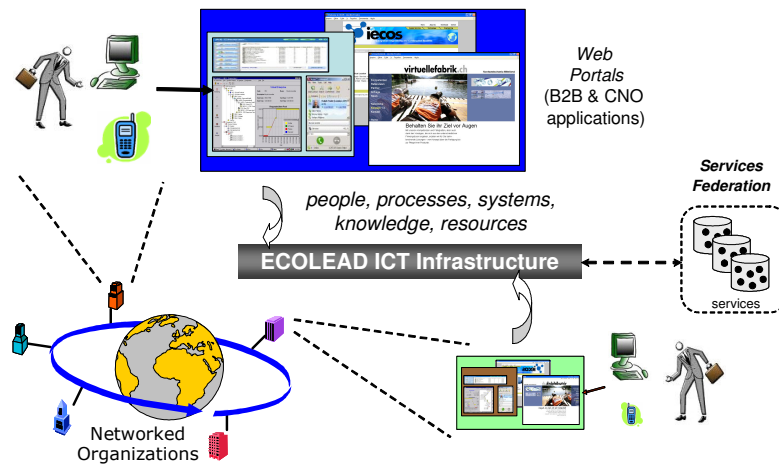 iecos
virtuellefabrik.ch
Behalten Sie ihr Ziel vor Augen
Web
Portals
(B2B & CNO
applications)
Services
Federation
people, processes, systems,
knowledge, resources
ECOLEAD ICT Infrastructure
services
Networked
Organizations